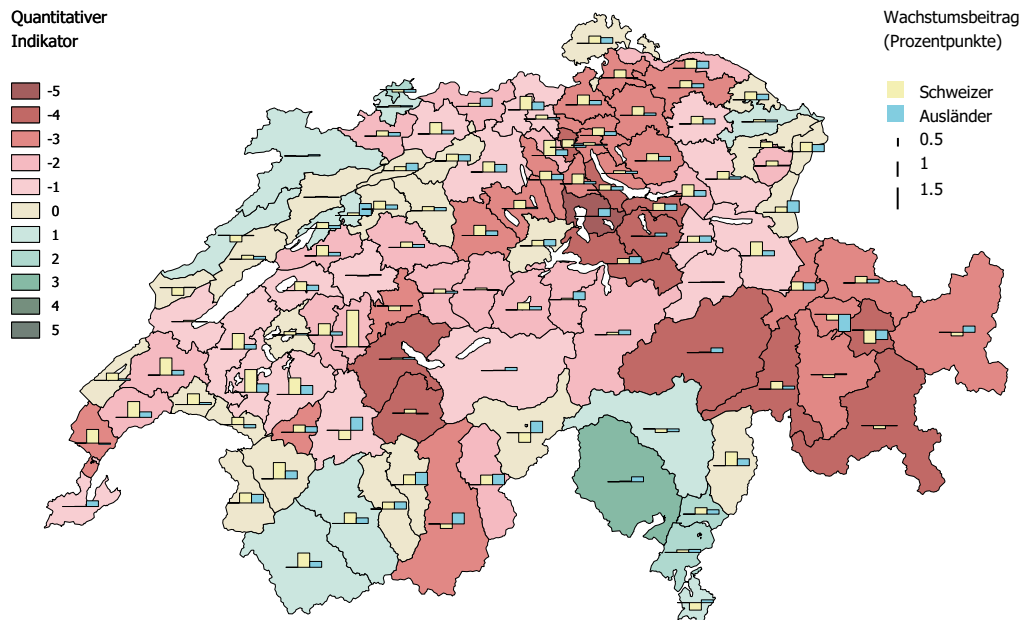 Quantitativer
Indikator
-5
-4
-3
-2
-1
0
1
2
3
4
5
Wachstumsbeitrag
(Prozentpunkte)
Schweizer
Ausländer
0.5
1
1.5